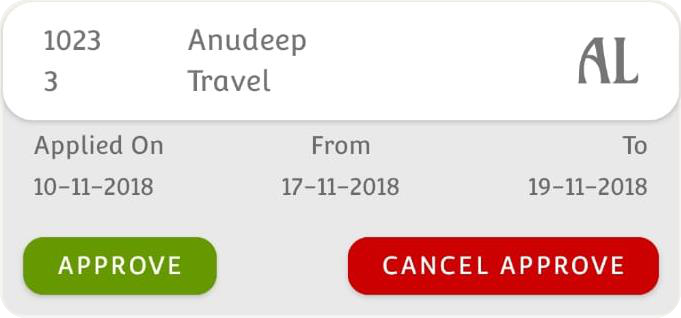 1023 Anudeep
3 Travel
AL
Applied On From To
10-11-2018 17-11-2018 19-11-2018
APPROVE CANCEL APPROVE